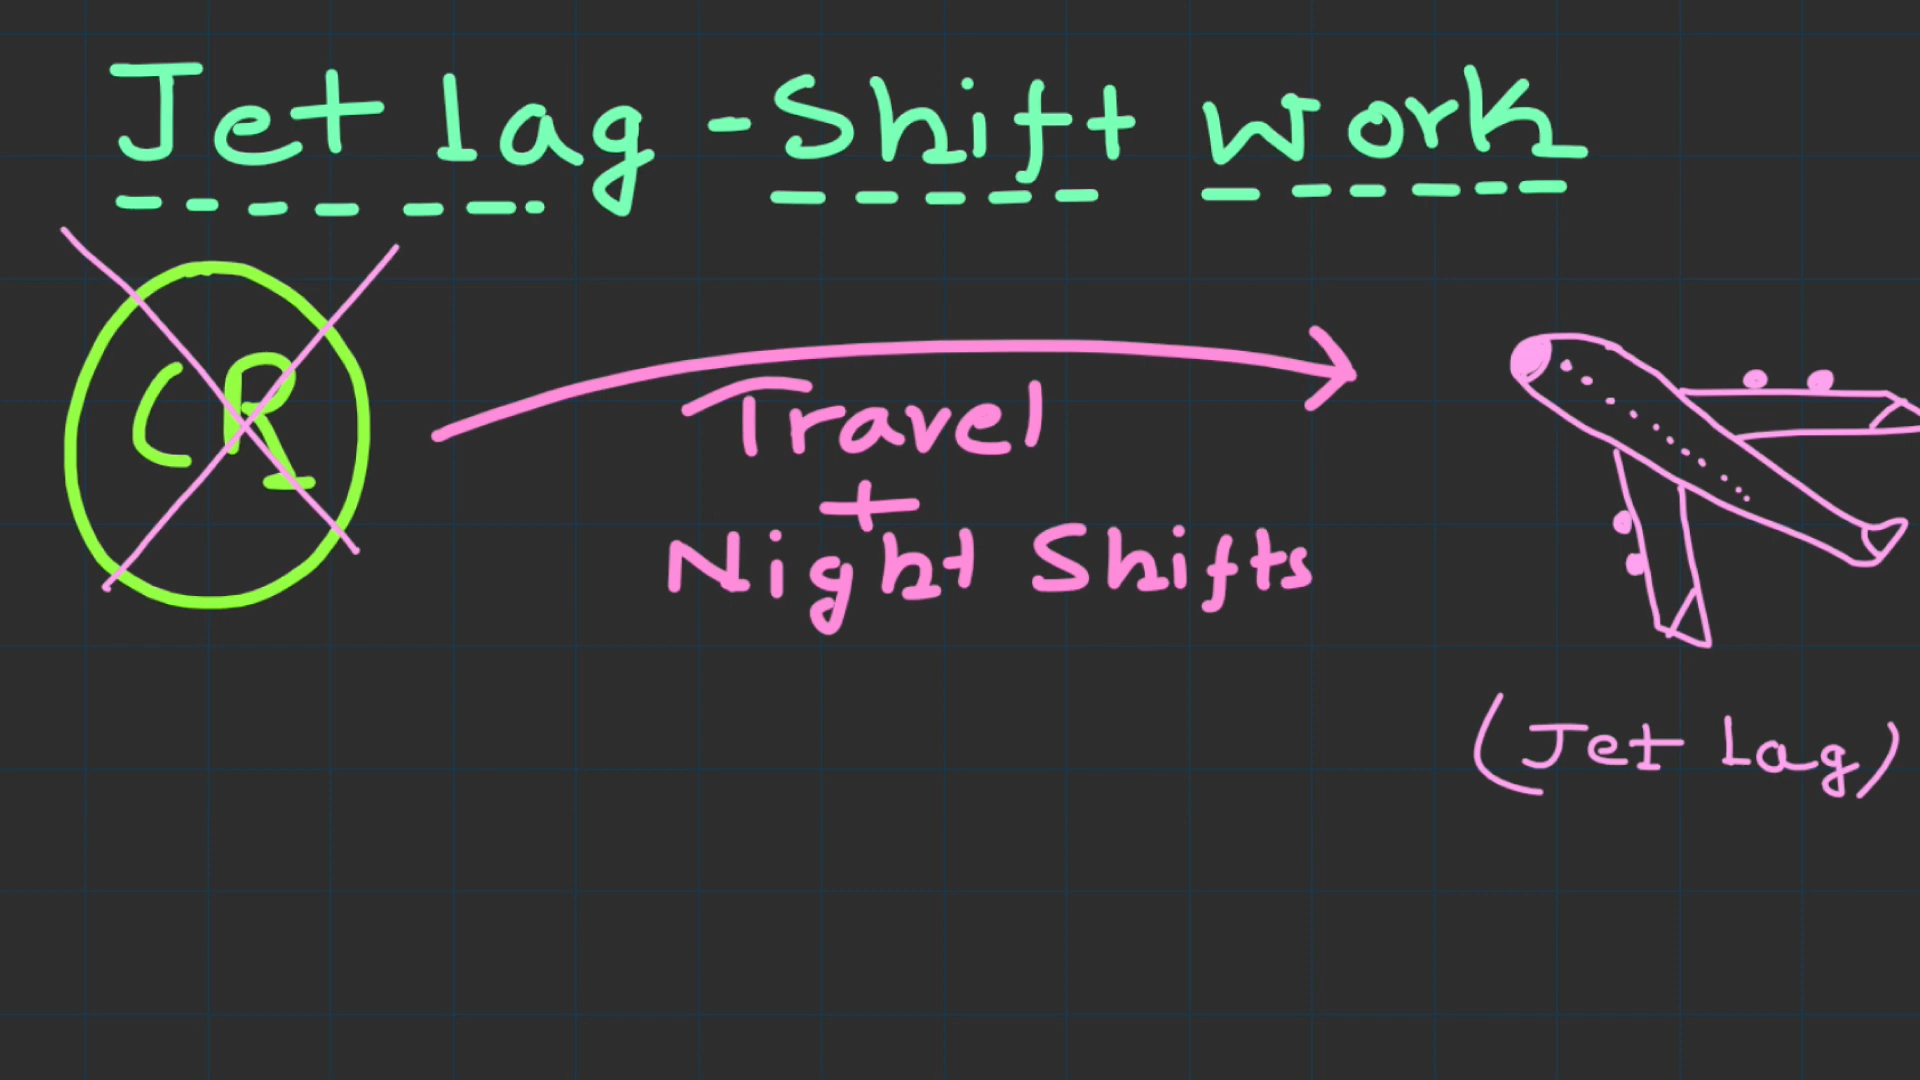 Jet lag - Shift work
CR
Travel
+
Night Shifts
(Jet Lag)